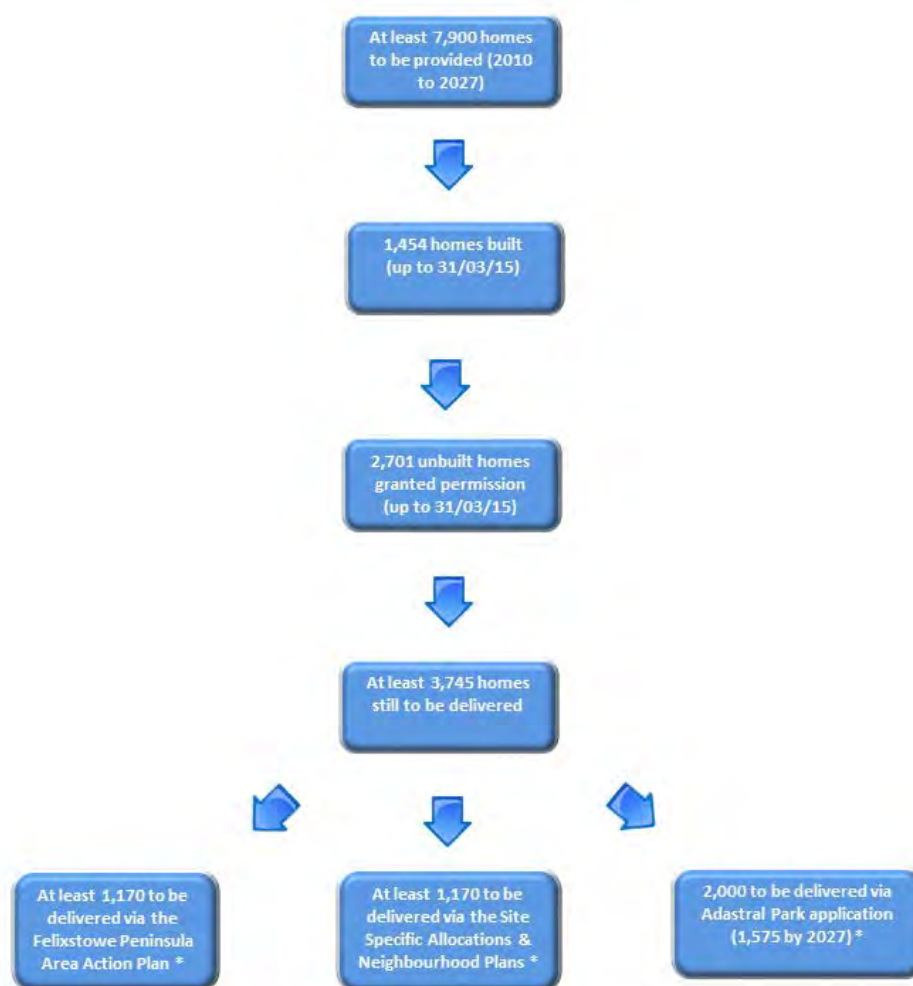 At least 7,900 homes
to be provided (2010
to 2027)
1,454 homes built
(up to 31/03/15)
2,701 unbuilt homes
granted permission
(up to 31/03/15)
At least 3,745 homes
still to be delivered
At least 1,170 to be
delivered via the
Felixstowe Peninsula
Area Action Plan *
At least 1,170 to be
delivered via the Site
Specific Allocations &
Neighbourhood Plans *
2,000 to be delivered via
Adastral Park application
(1,575 by 2027) *